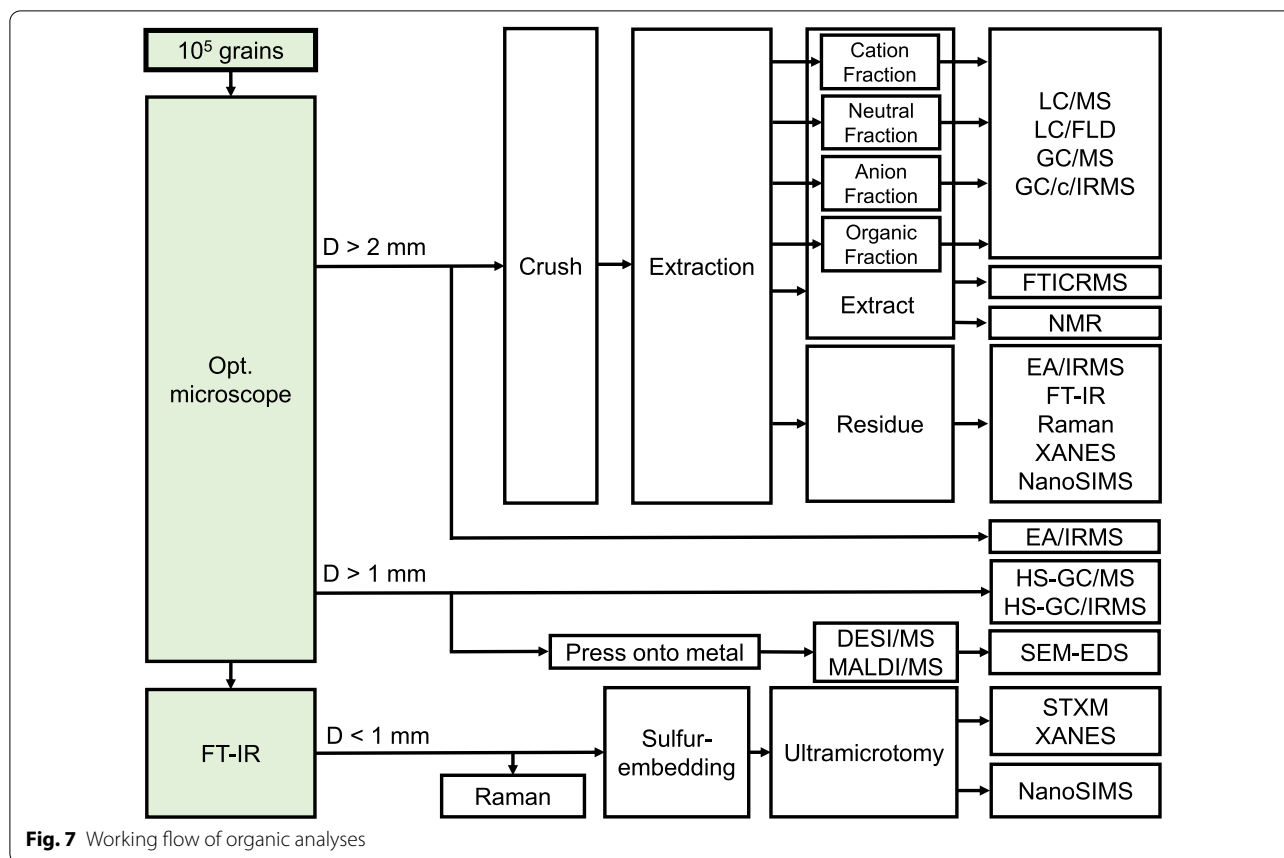 10⁵ grains
Opt.
microscope
FT-IR
D > 2 mm
Crush
Extraction
Cation
Fraction
Neutral
Fraction
Anion
Fraction
Organic
Fraction
Extract
LC/MS
LC/FLD
GC/MS
GC/c/IRMS
FTICRMS
NMR
Residue
EA/IRMS
FT-IR
Raman
XANES
NanoSIMS
EA/IRMS
D > 1 mm
HS-GC/MS
HS-GC/IRMS
Press onto metal
DESI/MS
MALDI/MS
SEM-EDS
D < 1 mm
Raman
Sulfur-
embedding
Ultramicrotomy
STXM
XANES
NanoSIMS
Fig. 7 Working flow of organic analyses